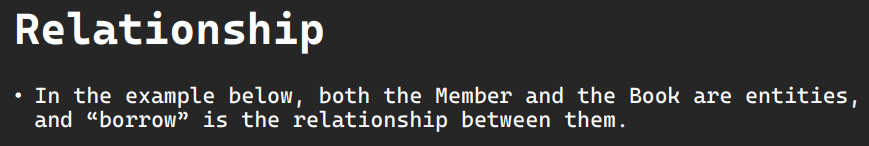 Relationship
• In the example below, both the Member and the Book are entities,
and “borrow” is the relationship between them.